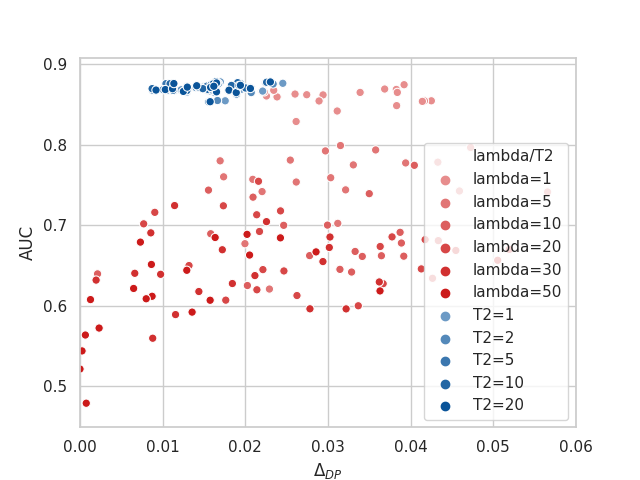 0.9
0.8
0.7
0.6
0.5
AUC
lambda/T2
lambda=1
lambda=5
lambda=10
lambda=20
lambda=30
lambda=50
T2=1
T2=2
T2=5
T2=10
T2=20
0.00 0.01 0.02 0.03 0.04 0.05 0.06
Δ_DP